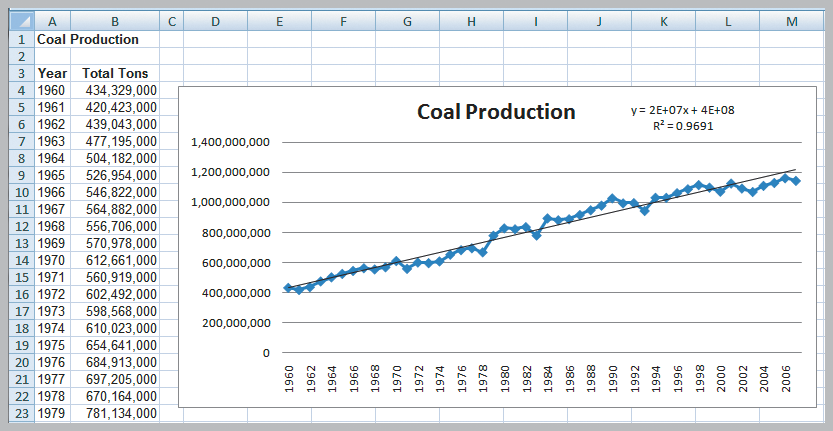 A B C D E F G H I J K L M
1 Coal Production
2
3 Year Total Tons
4 1960 434,329,000
5 1961 420,423,000
6 1962 439,043,000
7 1963 477,195,000
8 1964 504,182,000
9 1965 526,954,000
10 1966 546,822,000
11 1967 564,882,000
12 1968 556,706,000
13 1969 570,978,000
14 1970 612,661,000
15 1971 560,919,000
16 1972 602,492,000
17 1973 598,568,000
18 1974 610,023,000
19 1975 654,641,000
20 1976 684,913,000
21 1977 697,205,000
22 1978 670,164,000
23 1979 781,134,000
Coal Production
y = 2E+07x + 4E+08
R² = 0.9691
1,400,000,000
1,200,000,000
1,000,000,000
800,000,000
600,000,000
400,000,000
200,000,000
0
1960 1962 1964 1966 1968 1970 1972 1974 1976 1978 1980 1982 1984 1986 1988 1990 1992 1994 1996 1998 2000 2002 2004 2006